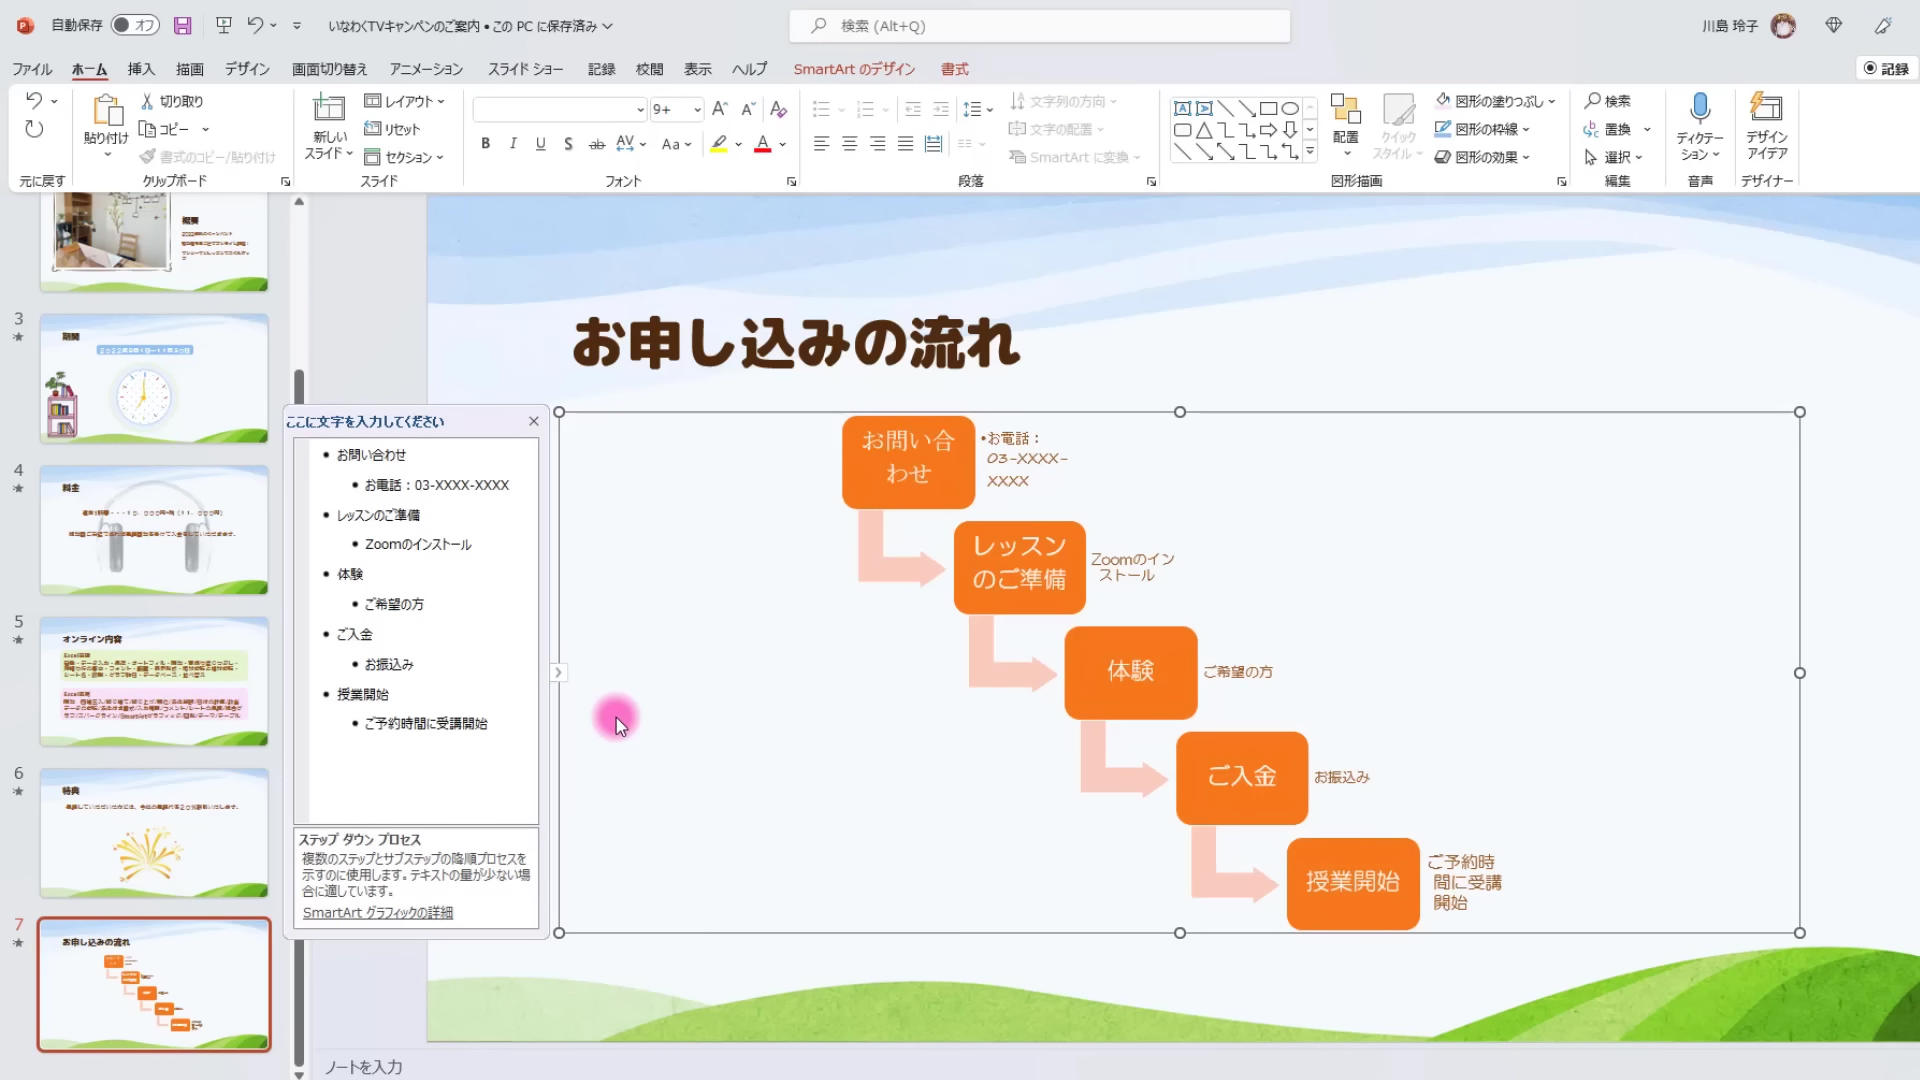 自動保存
オフ
いなわくTVキャンペンのご案内 • この PC に保存済み
検索 (Alt+Q)
川島 玲子
ファイル
ホーム
挿入
描画
デザイン
画面切り替え
アニメーション
スライド ショー
記録
校閲
表示
ヘルプ
SmartArt のデザイン
書式
記録
元に戻す
貼り付け
切り取り
コピー
書式のコピー/貼り付け
クリップボード
新しい
スライド
レイアウト
リセット
セクション
スライド
9+
フォント
文字列の方向
文字の配置
SmartArt に変換
段落
配置
クイック
スタイル
図形の塗りつぶし
図形の枠線
図形の効果
図形描画
検索
置換
選択
編集
ディクテー
ション
音声
デザイン
アイデア
デザイナー
概要
3
期間
4
料金
5
オンライン内容
6
特典
7
お申し込みの流れ
ここに文字を入力してください
• お問い合わせ
• お電話：03-XXXX-XXXX
• レッスンのご準備
• Zoomのインストール
• 体験
• ご希望の方
• ご入金
• お振込み
• 授業開始
• ご予約時間に受講開始
ステップ ダウン プロセス
複数のステップとサブステップの降順プロセスを
示すのに使用します。テキストの量が少ない場
合に適しています。
SmartArt グラフィックの詳細
お申し込みの流れ
お問い合
わせ
•お電話：
03-XXXX-
XXXX
レッスン
のご準備
Zoomのイン
ストール
体験
ご希望の方
ご入金
お振込み
授業開始
ご予約時
間に受講
開始
ノートを入力